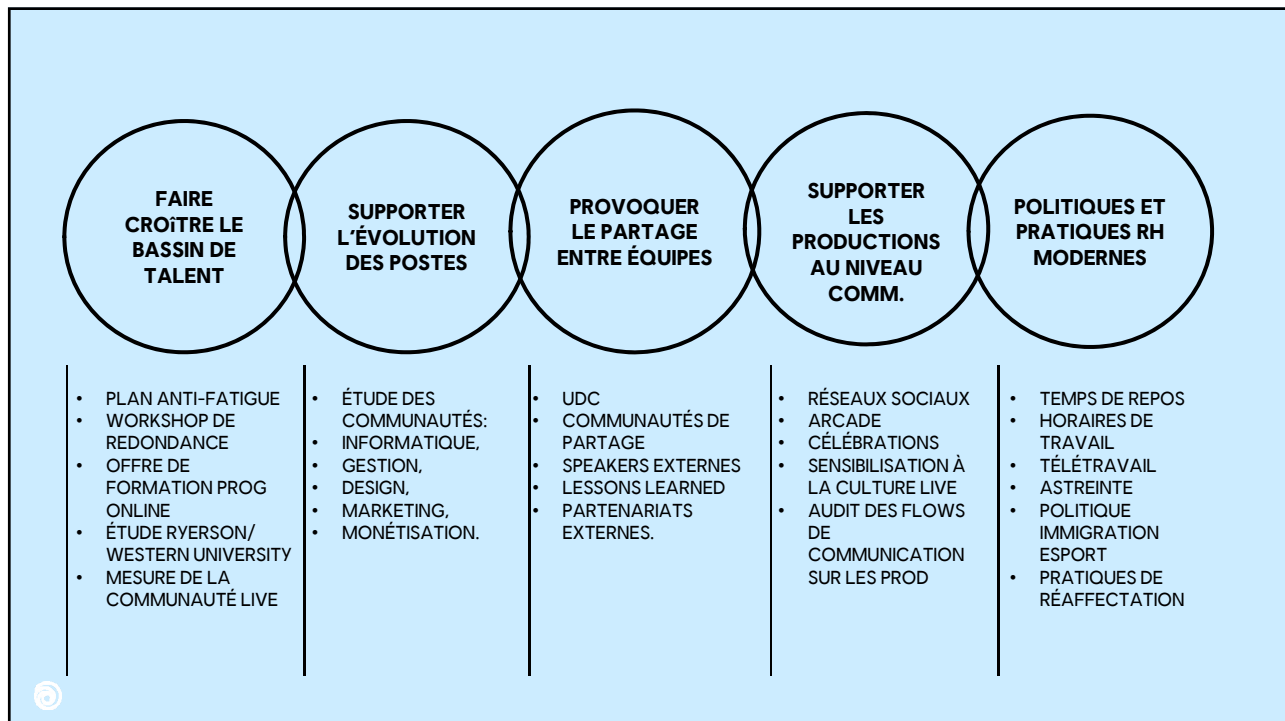 FAIRE
CROÎTRE LE
BASSIN DE
TALENT
SUPPORTER
L'ÉVOLUTION
DES POSTES
PROVOQUER
LE PARTAGE
ENTRE ÉQUIPES
SUPPORTER
LES
PRODUCTIONS
AU NIVEAU
COMM.
POLITIQUES ET
PRATIQUES RH
MODERNES
• PLAN ANTI-FATIGUE
• WORKSHOP DE
REDONDANCE
• OFFRE DE
FORMATION PROG
ONLINE
• ÉTUDE RYERSON/
WESTERN UNIVERSITY
• MESURE DE LA
COMMUNAUTÉ LIVE
• ÉTUDE DES
COMMUNAUTÉS:
• INFORMATIQUE,
• GESTION,
• DESIGN,
• MARKETING,
• MONÉTISATION.
• UDC
• COMMUNAUTÉS DE
PARTAGE
• SPEAKERS EXTERNES
• LESSONS LEARNED
• PARTENARIATS
EXTERNES.
• RÉSEAUX SOCIAUX
• ARCADE
• CÉLÉBRATIONS
• SENSIBILISATION À
LA CULTURE LIVE
• AUDIT DES FLOWS
DE
COMMUNICATION
SUR LES PROD
• TEMPS DE REPOS
• HORAIRES DE
TRAVAIL
• TÉLÉTRAVAIL
• ASTREINTE
• POLITIQUE
IMMIGRATION
ESPORT
• PRATIQUES DE
RÉAFFECTATION